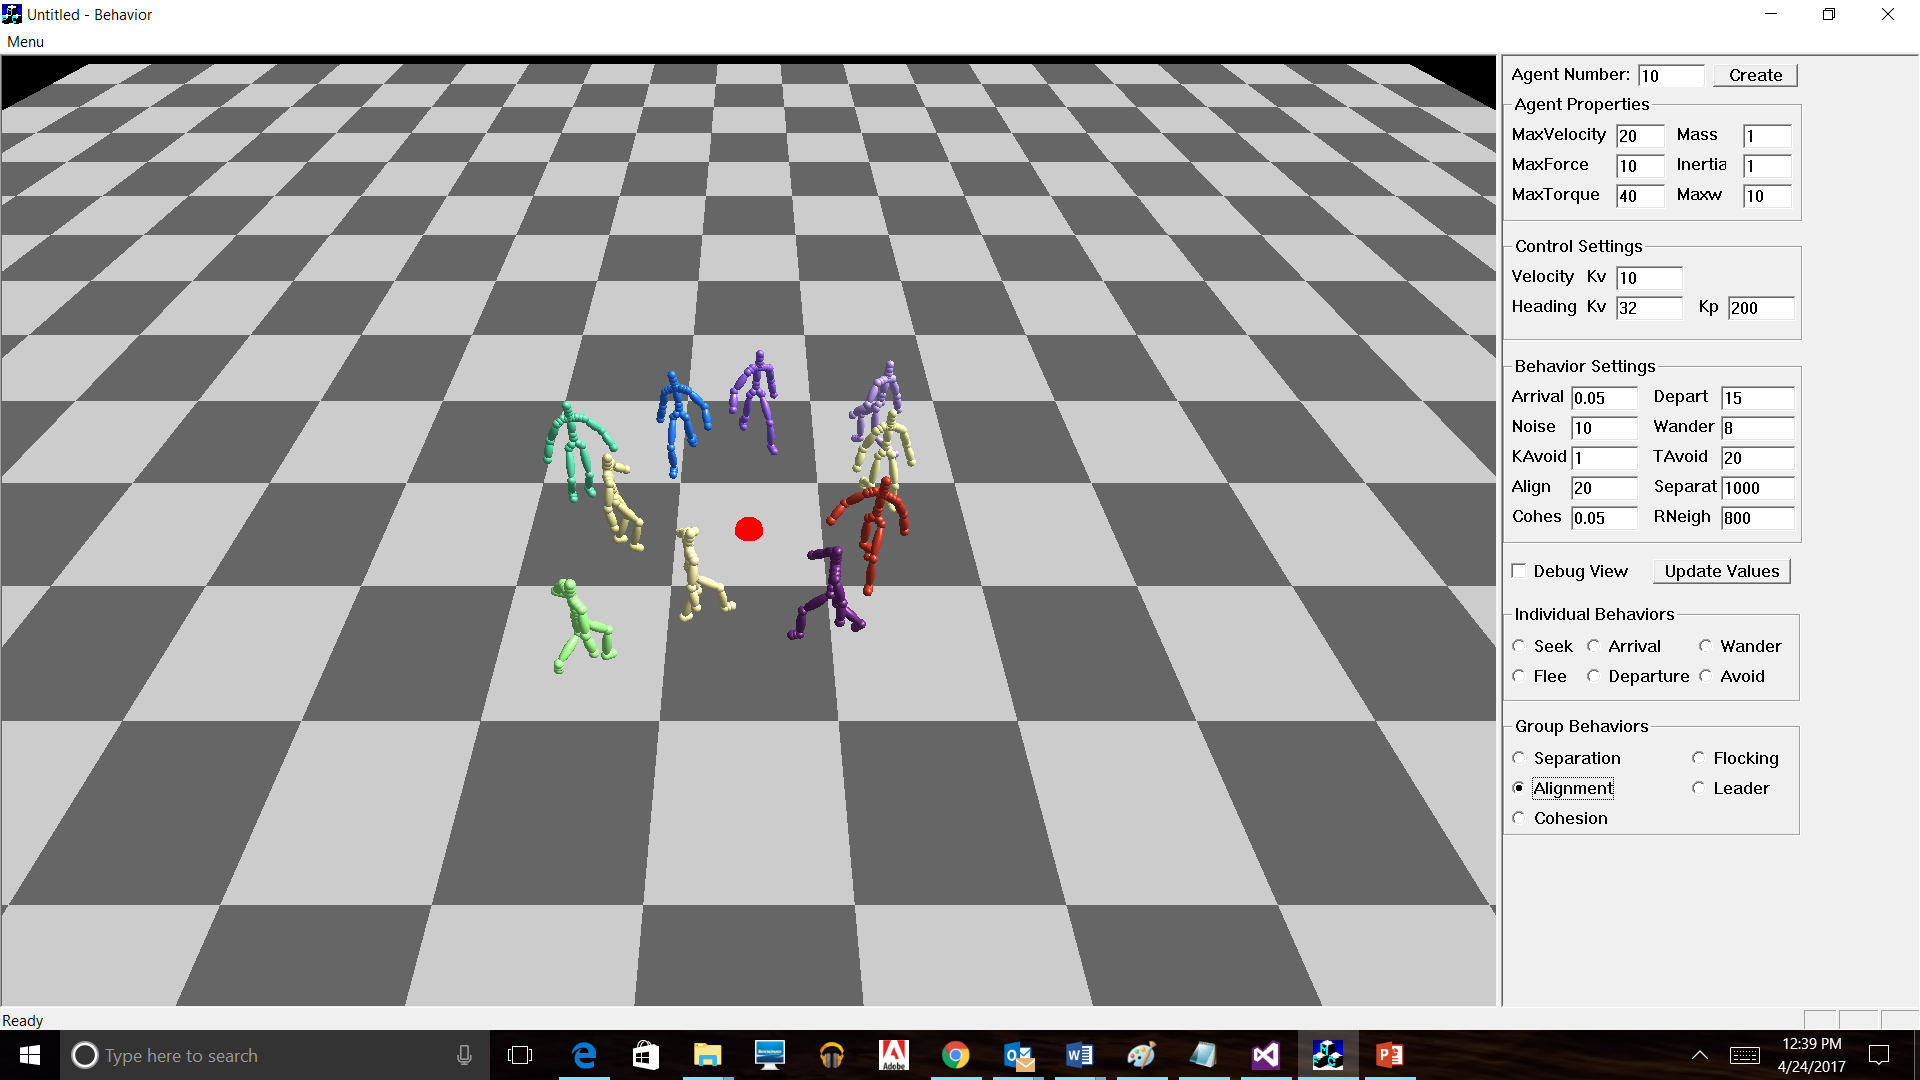 Untitled - Behavior
Menu
Agent Number: 10 Create
Agent Properties
MaxVelocity 20 Mass 1
MaxForce 10 Inertia 1
MaxTorque 40 Maxw 10
Control Settings
Velocity Kv 10
Heading Kv 32 Kp 200
Behavior Settings
Arrival 0.05 Depart 15
Noise 10 Wander 8
KAvoid 1 TAvoid 20
Align 20 Separat 1000
Cohes 0.05 RNeigh 800
Debug View Update Values
Individual Behaviors
Seek Arrival Wander
Flee Departure Avoid
Group Behaviors
Separation Flocking
Alignment Leader
Cohesion
Ready
Type here to search
Adobe
12:39 PM
4/24/2017